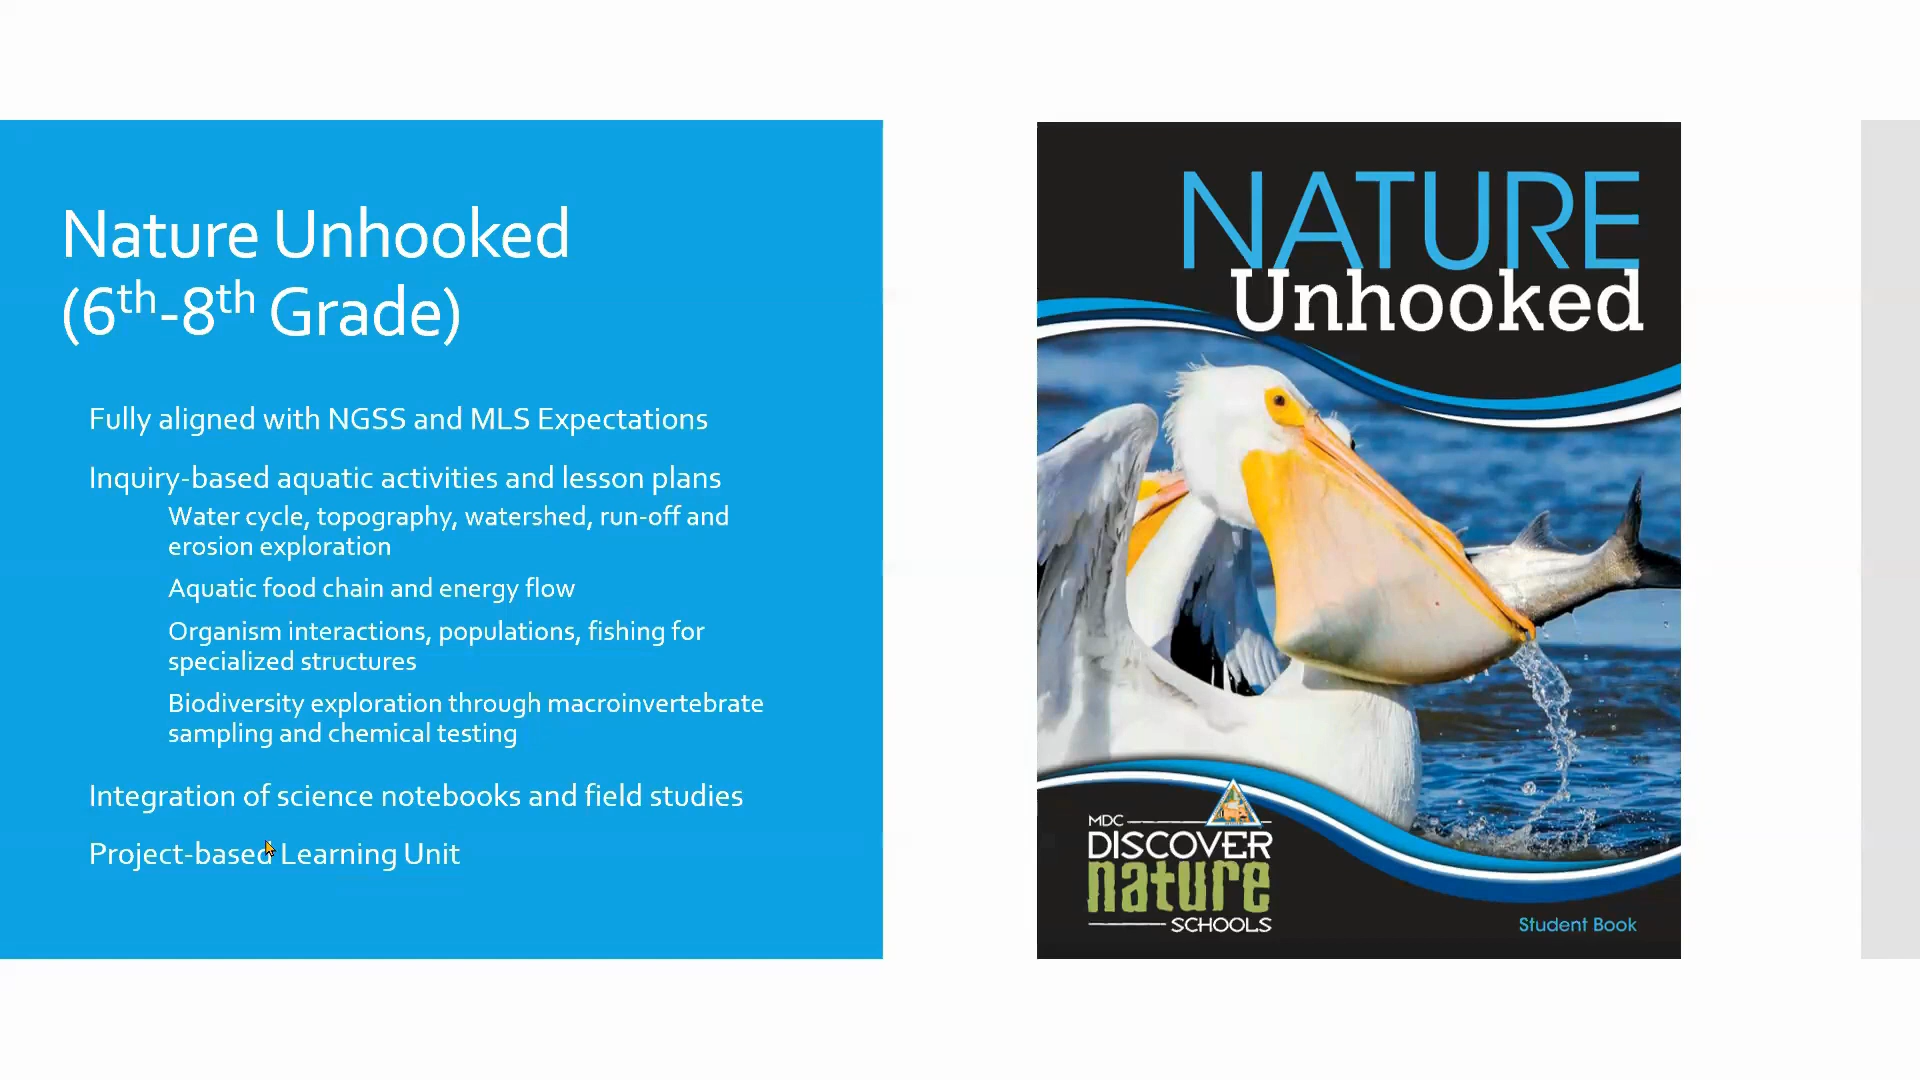 Nature Unhooked
(6th-8th Grade)
Fully aligned with NGSS and MLS Expectations
Inquiry-based aquatic activities and lesson plans
Water cycle, topography, watershed, run-off and
erosion exploration
Aquatic food chain and energy flow
Organism interactions, populations, fishing for
specialized structures
Biodiversity exploration through macroinvertebrate
sampling and chemical testing
Integration of science notebooks and field studies
Project-based Learning Unit
NATURE
Unhooked
MDC
DISCOVER
nature
SCHOOLS
Student Book